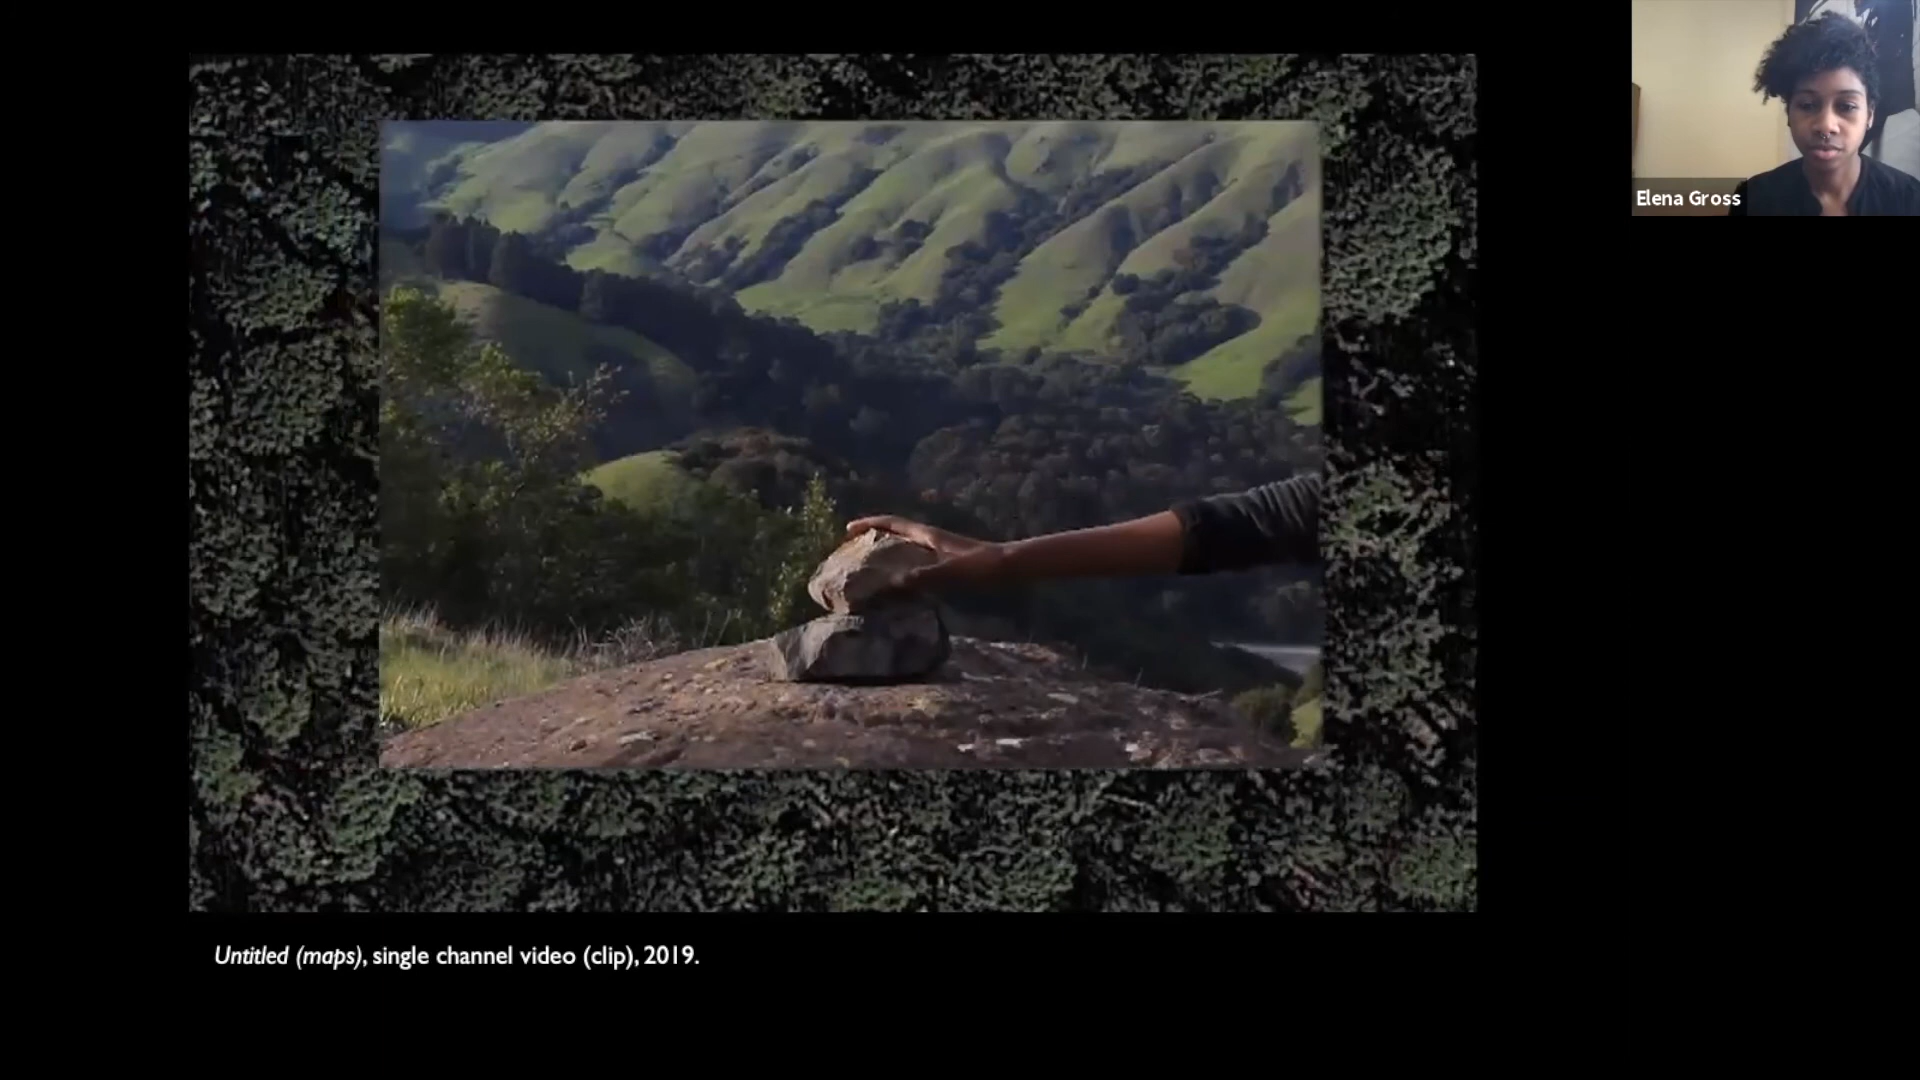 Elena Gross
Untitled (maps), single channel video (clip), 2019.